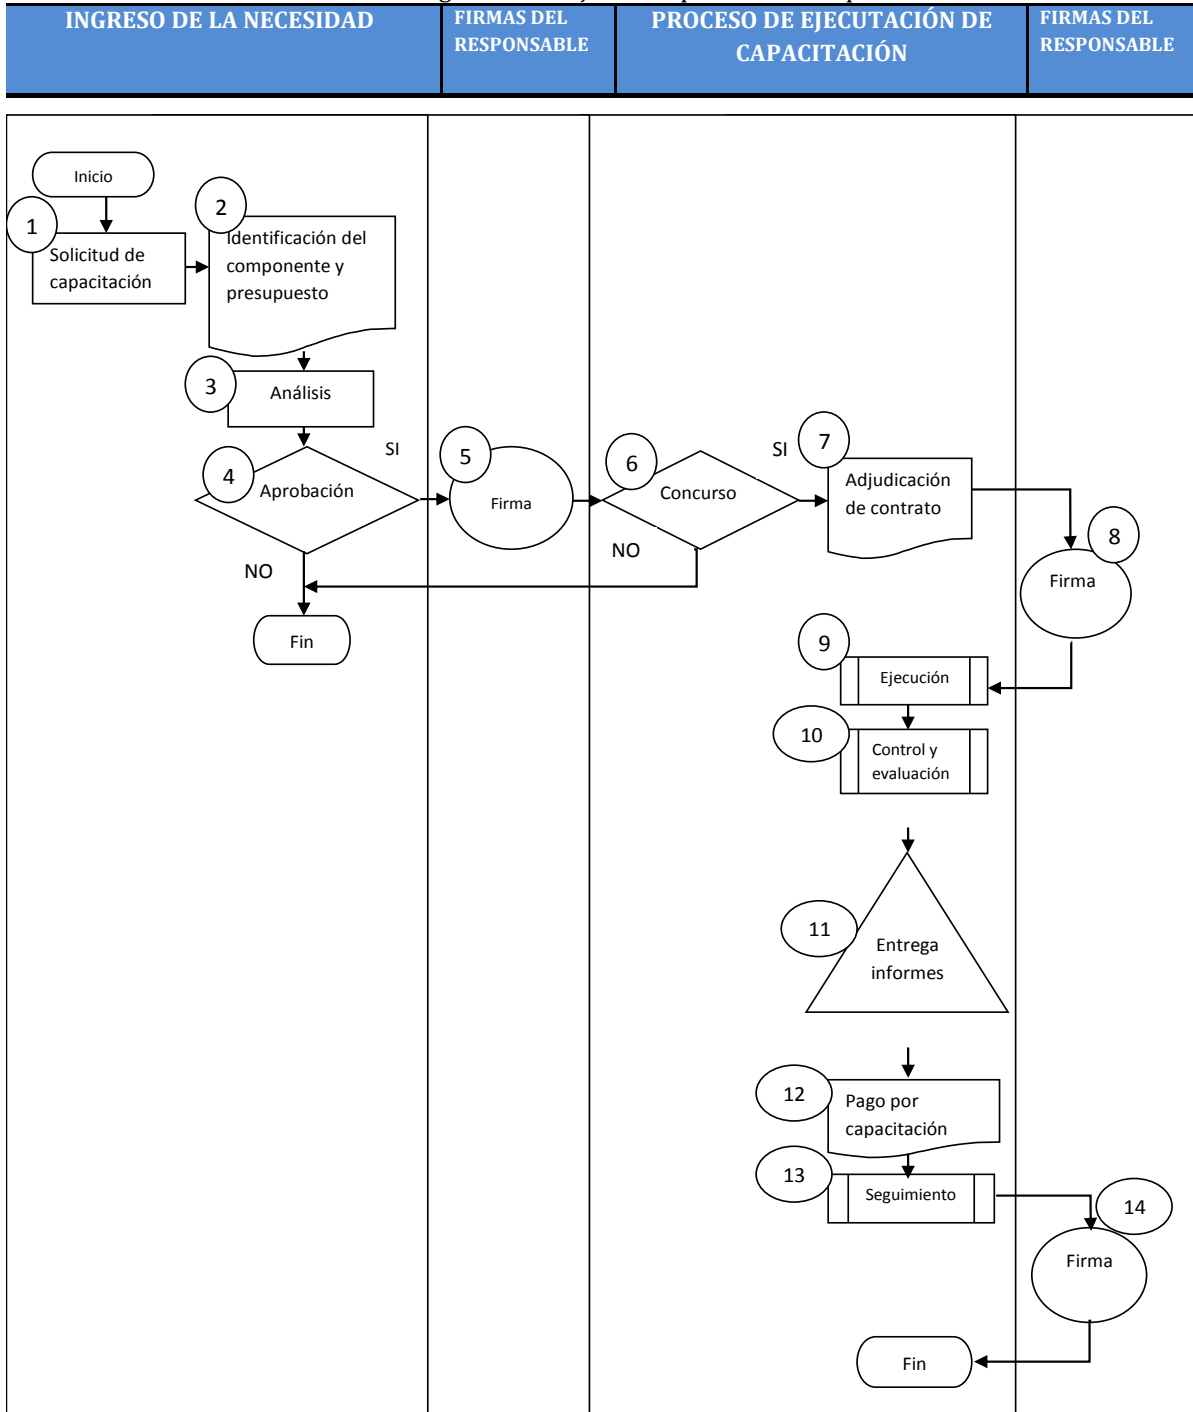 INGRESO DE LA NECESIDAD
FIRMAS DEL
RESPONSABLE
PROCESO DE EJECUTACIÓN DE
CAPACITACIÓN
FIRMAS DEL
RESPONSABLE
Inicio
1
Solicitud de
capacitación
2
Identificación del
componente y
presupuesto
3
Análisis
4
Aprobación
SI
NO
Fin
5
Firma
6
Concurso
SI
NO
7
Adjudicación
de contrato
8
Firma
9
Ejecución
10
Control y
evaluación
11
Entrega
informes
12
Pago por
capacitación
13
Seguimiento
14
Firma
Fin